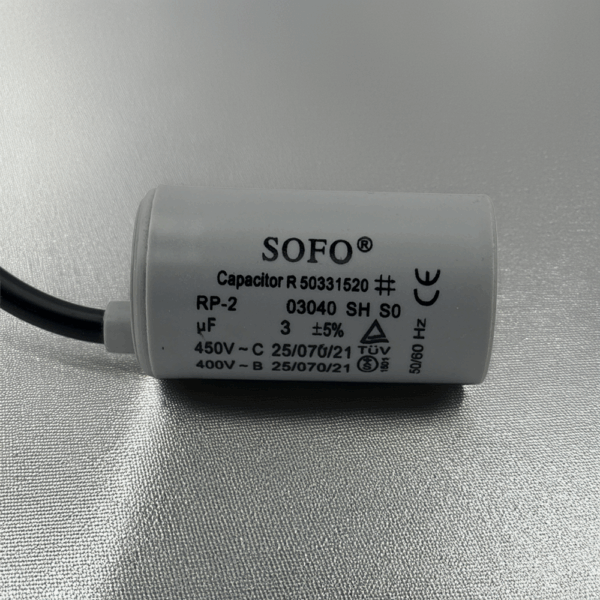 SOFO®
Capacitor R 50331520 #
RP-2 03040 SH S0
µF 3 ±5%
450V~C 25/070/21 TÜV
400V~B 25/070/21
CE
50/60 Hz